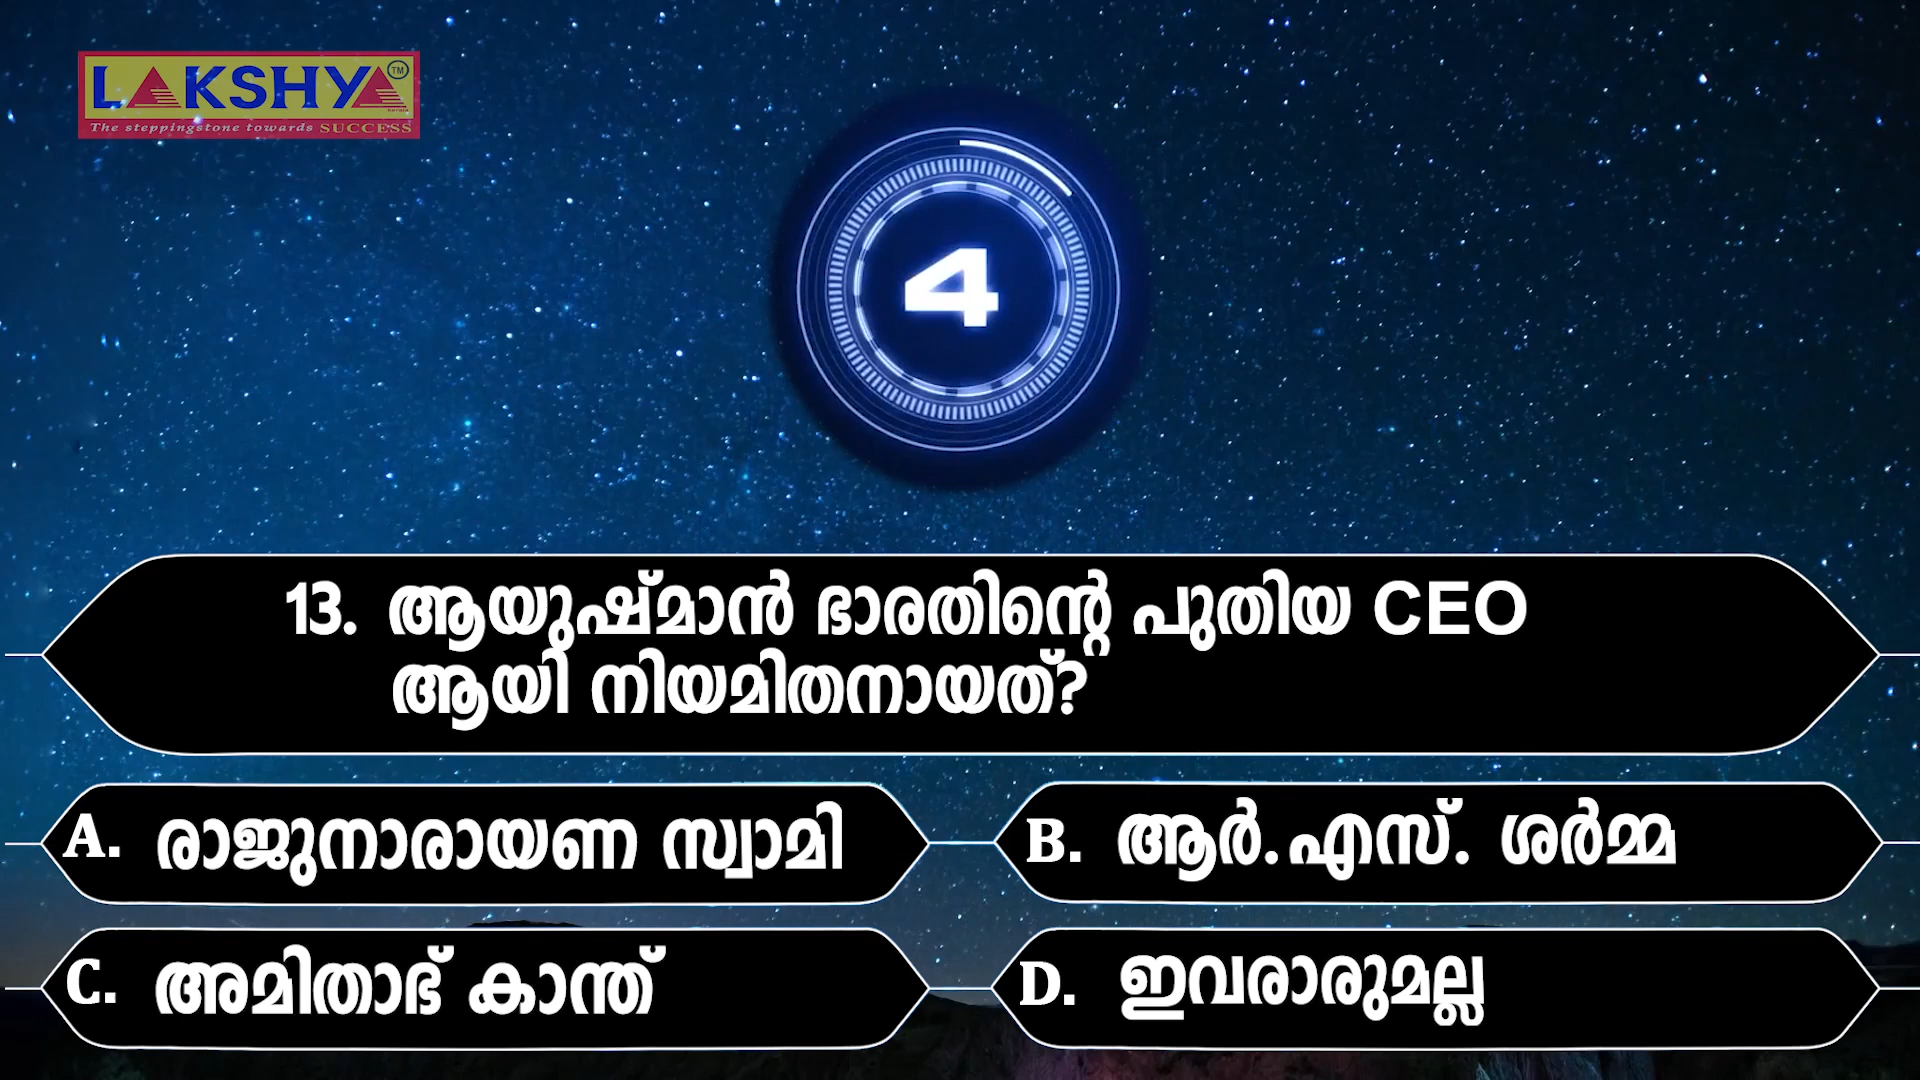 LAKSHYA TM
The steppingstone towards SUCCESS
4
13. ആയുഷ്മാൻ ഭാരതിന്റെ പുതിയ CEO
ആയി നിയമിതനായത്?
A. രാജുനാരായണ സ്വാമി
B. ആർ.എസ്. ശർമ്മ
C. അമിതാഭ് കാന്ത്
D. ഇവരാരുമല്ല